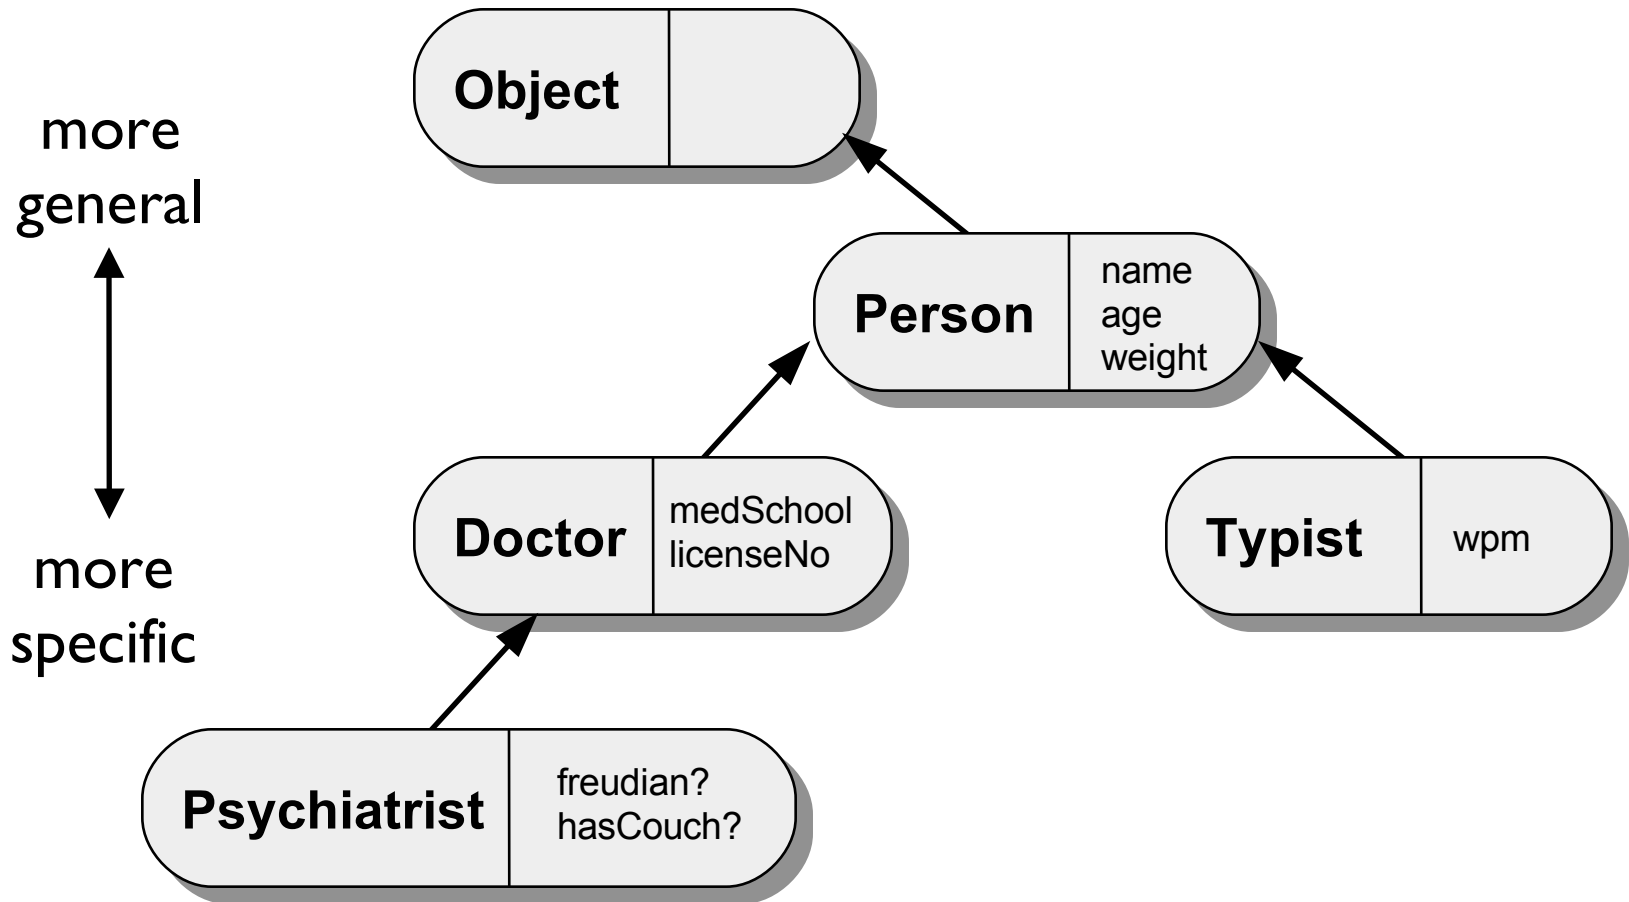 more
general
more
specific
Object
Person
name
age
weight
Doctor
medSchool
licenseNo
Typist
wpm
Psychiatrist
freudian?
hasCouch?